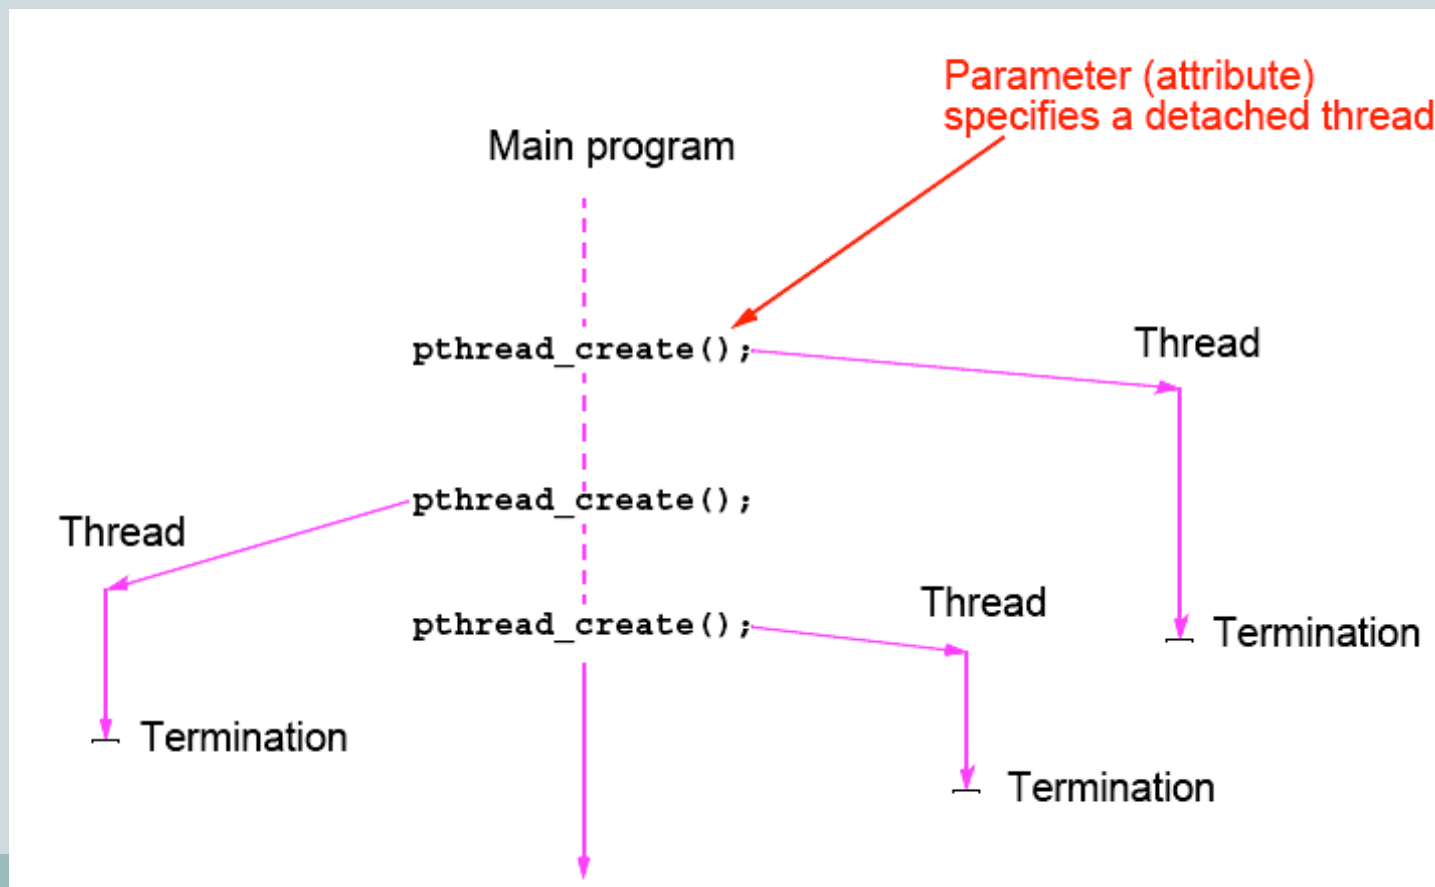 Parameter (attribute)
specifies a detached thread
Main program
pthread_create();
Thread
pthread_create();
Thread
pthread_create();
Thread
Termination
Termination
Termination